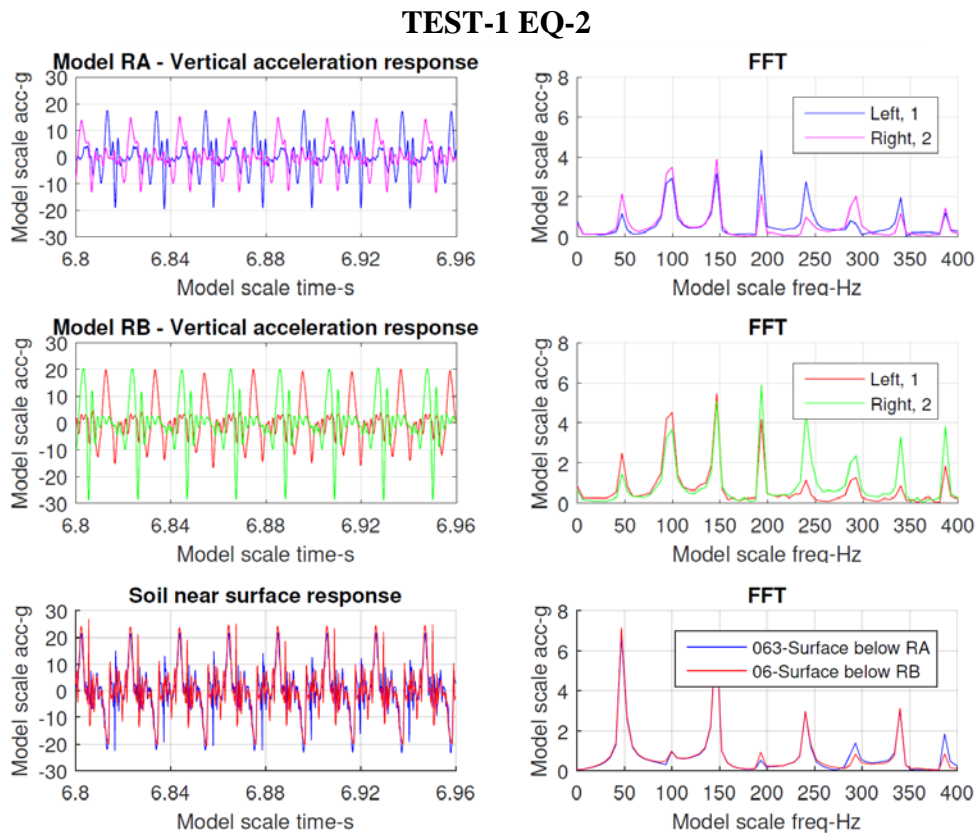 TEST-1 EQ-2
Model RA - Vertical acceleration response
Model scale acc-g
30
20
10
0
-10
-20
-30
6.8 6.84 6.88 6.92 6.96
Model scale time-s
FFT
Model scale acc-g
8
6
4
2
0
Left, 1
Right, 2
0 50 100 150 200 250 300 350 400
Model scale freq-Hz
Model RB - Vertical acceleration response
Model scale acc-g
30
20
10
0
-10
-20
-30
6.8 6.84 6.88 6.92 6.96
Model scale time-s
FFT
Model scale acc-g
8
6
4
2
0
Left, 1
Right, 2
0 50 100 150 200 250 300 350 400
Model scale freq-Hz
Soil near surface response
Model scale acc-g
30
20
10
0
-10
-20
-30
6.8 6.84 6.88 6.92 6.96
Model scale time-s
FFT
Model scale acc-g
8
6
4
2
0
063-Surface below RA
06-Surface below RB
0 50 100 150 200 250 300 350 400
Model scale freq-Hz